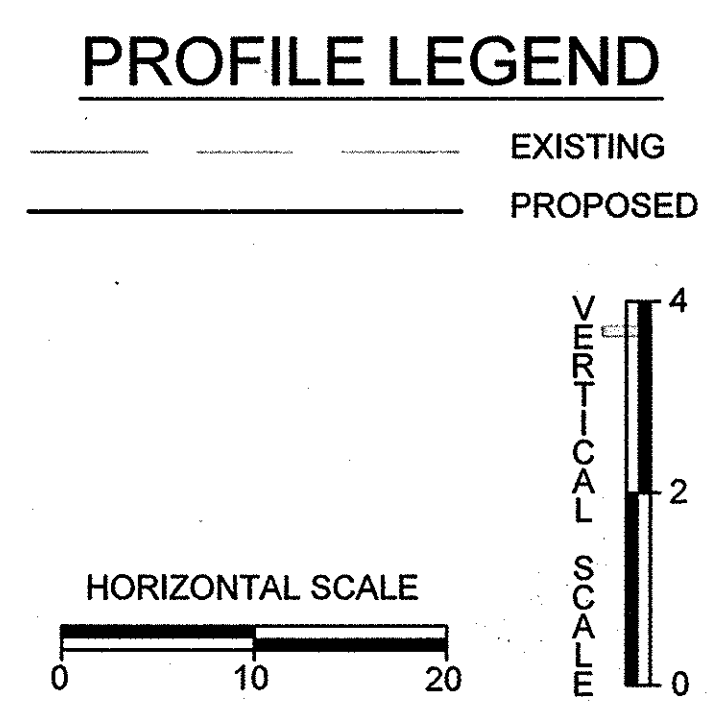 PROFILE LEGEND
EXISTING
PROPOSED
VERTICAL SCALE
4
2
0
HORIZONTAL SCALE
0 10 20